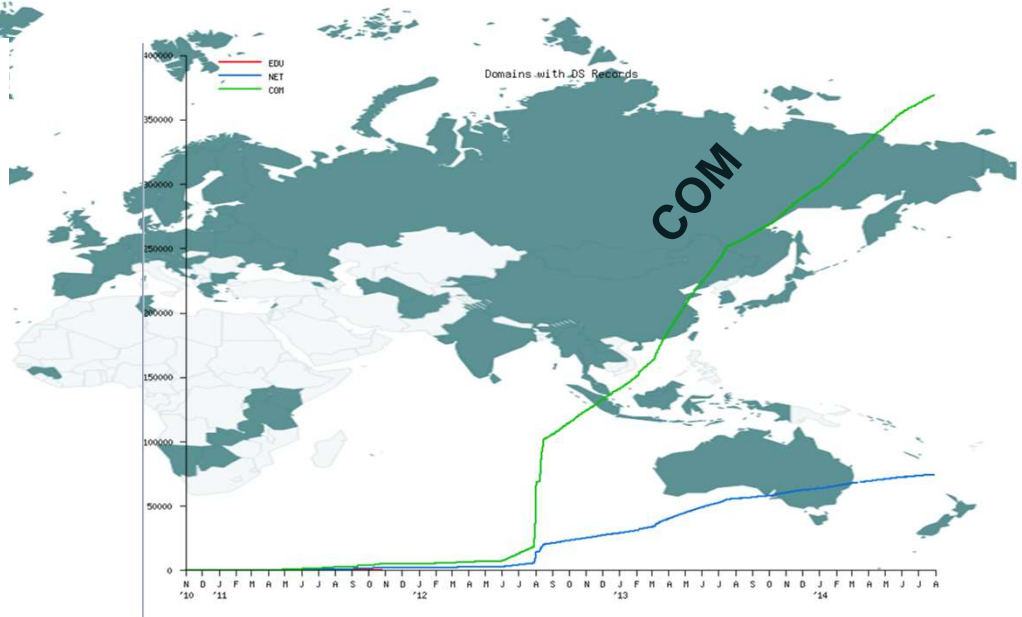 Domains with DS Records
EDU
NET
COM
COM
400000
350000
300000
250000
200000
150000
100000
50000
0
N D J F M A M J J A S O N D J F M A M J J A S O N D J F M A M J J A S O N D J F M A M J J A
'10 '11 '12 '13 '14